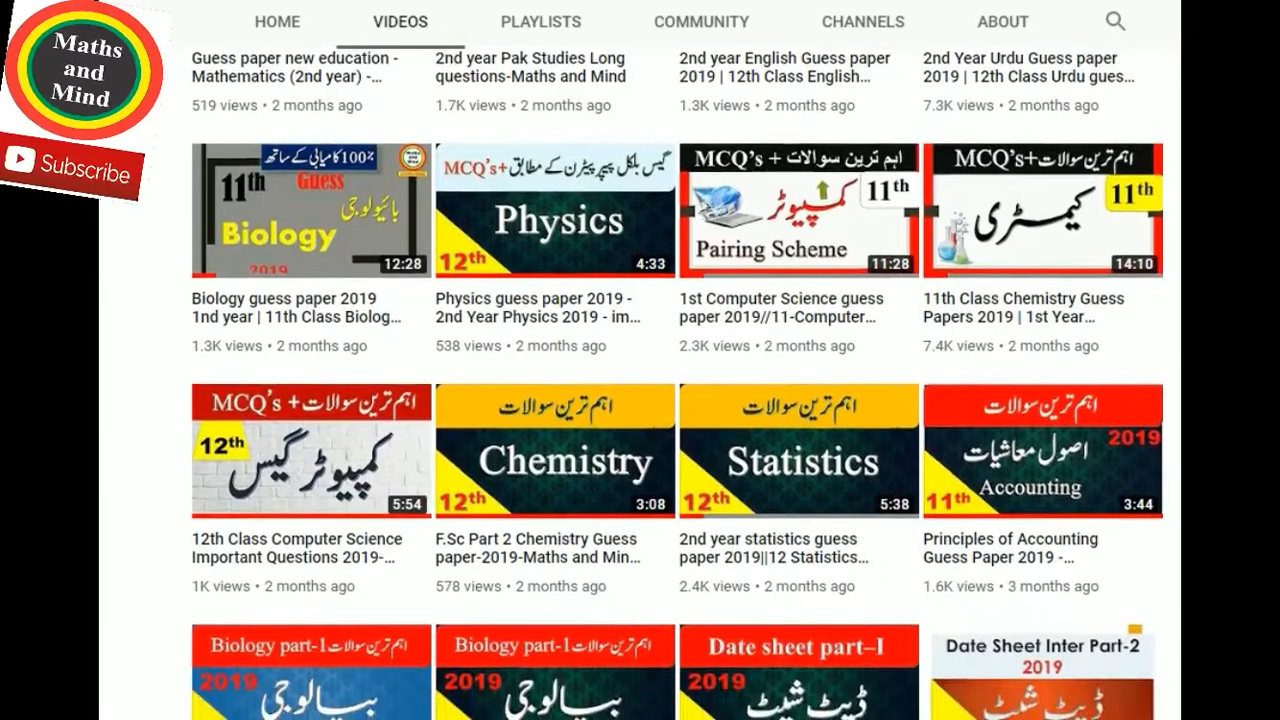 Maths
and
Mind
Subscribe
HOME
VIDEOS
PLAYLISTS
COMMUNITY
CHANNELS
ABOUT
Guess paper new education -
Mathematics (2nd year) -...
519 views • 2 months ago
2nd year Pak Studies Long
questions-Maths and Mind
1.7K views • 2 months ago
2nd year English Guess paper
2019 | 12th Class English...
1.3K views • 2 months ago
2nd Year Urdu Guess paper
2019 | 12th Class Urdu gues...
7.3K views • 2 months ago
100% کامیابی کے ساتھ
11th
Guess
بائیولوجی
Biology
2019
12:28
Biology guess paper 2019
1nd year | 11th Class Biolog...
1.3K views • 2 months ago
گیس بلکل پیپر پیٹرن کے مطابق +MCQ's
Physics
12th
4:33
Physics guess paper 2019 -
2nd Year Physics 2019 - im...
538 views • 2 months ago
MCQ's + اہم ترین سوالات
11th
کمپیوٹر
Pairing Scheme
11:28
1st Computer Science guess
paper 2019//11-Computer...
2.3K views • 2 months ago
MCQ's+اہم ترین سوالات
11th
کیمسٹری
14:10
11th Class Chemistry Guess
Papers 2019 | 1st Year...
7.4K views • 2 months ago
MCQ's + اہم ترین سوالات
12th
کمپیوٹر گیس
5:54
12th Class Computer Science
Important Questions 2019-...
1K views • 2 months ago
اہم ترین سوالات
Chemistry
12th
3:08
F.Sc Part 2 Chemistry Guess
paper-2019-Maths and Min...
578 views • 2 months ago
اہم ترین سوالات
Statistics
12th
5:38
2nd year statistics guess
paper 2019||12 Statistics...
2.4K views • 2 months ago
اہم ترین سوالات
2019
اصول معاشیات
Accounting
11th
3:44
Principles of Accounting
Guess Paper 2019 -...
1.6K views • 3 months ago
Biology part-1 اہم ترین سوالات
2019
بیالوجی
Biology part-1 اہم ترین سوالات
2019
بیالوجی
Date sheet part-I
2019
ڈیٹ شیٹ
Date Sheet Inter Part-2
2019
ڈیٹ شیٹ